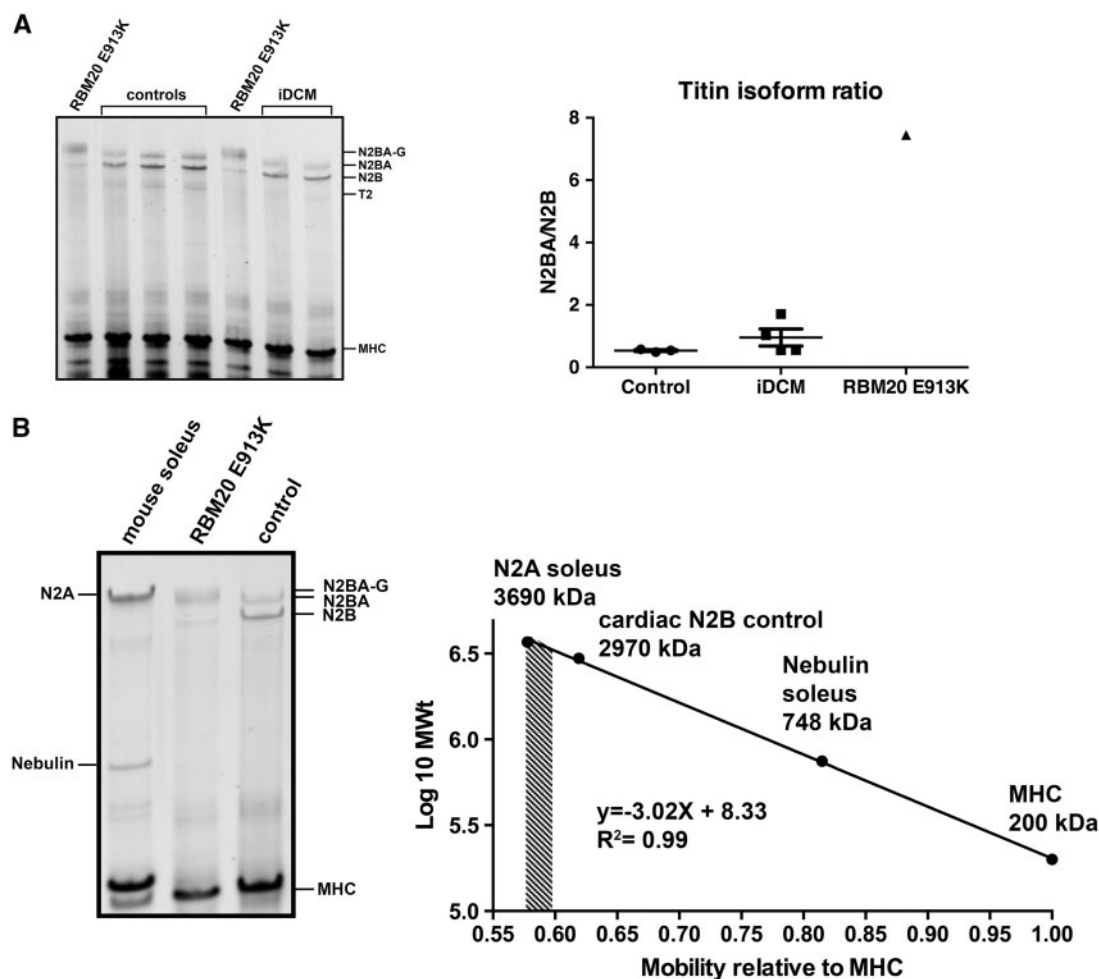 A
RBM20 E913K
controls
RBM20 E913K
iDCM
N2BA-G
N2BA
N2B
T2
MHC
Titin isoform ratio
N2BA/N2B
8
6
4
2
0
Control
iDCM
RBM20 E913K
B
mouse soleus
RBM20 E913K
control
N2A
Nebulin
N2BA-G
N2BA
N2B
MHC
N2A soleus
3690 kDa
cardiac N2B control
2970 kDa
Nebulin
soleus
748 kDa
MHC
200 kDa
y=-3.02X + 8.33
R²= 0.99
Log 10 MWt
6.5
6.0
5.5
5.0
0.55 0.60 0.65 0.70 0.75 0.80 0.85 0.90 0.95 1.00
Mobility relative to MHC